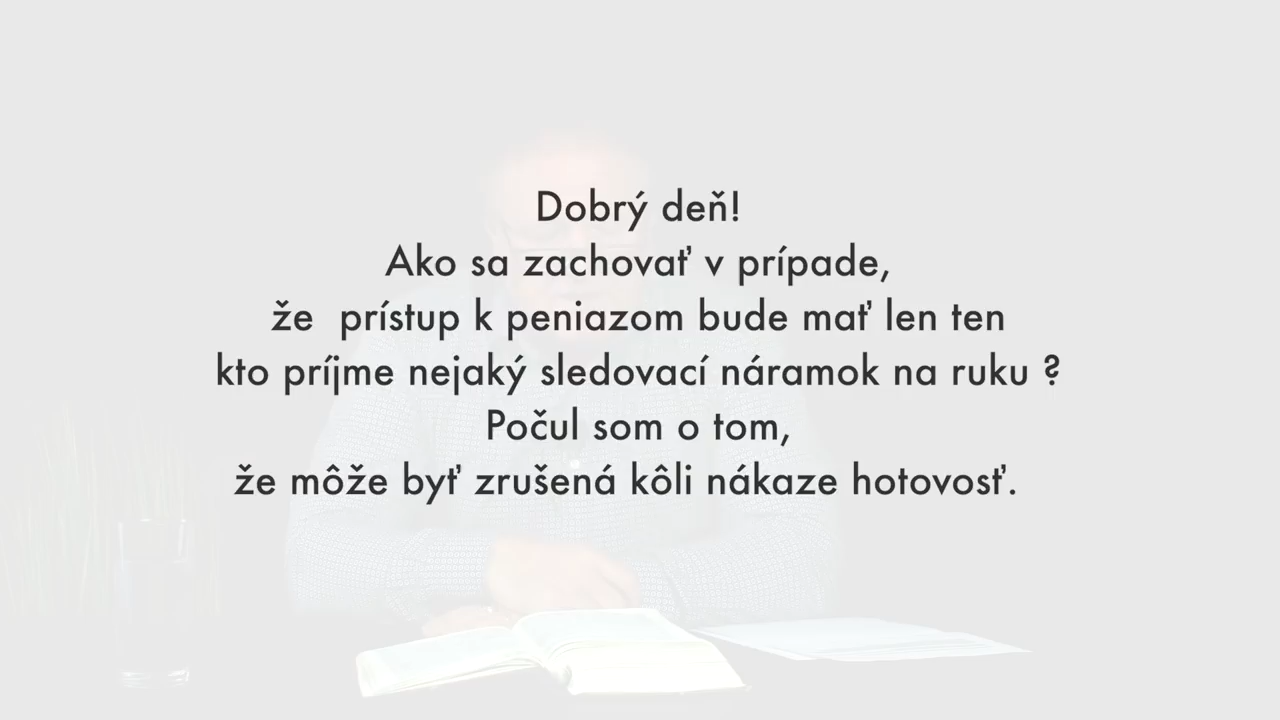 Dobrý deň!
Ako sa zachovať v prípade,
že  prístup k peniazom bude mať len ten
kto príjme nejaký sledovací náramok na ruku ?
Počul som o tom,
že môže byť zrušená kôli nákaze hotovosť.